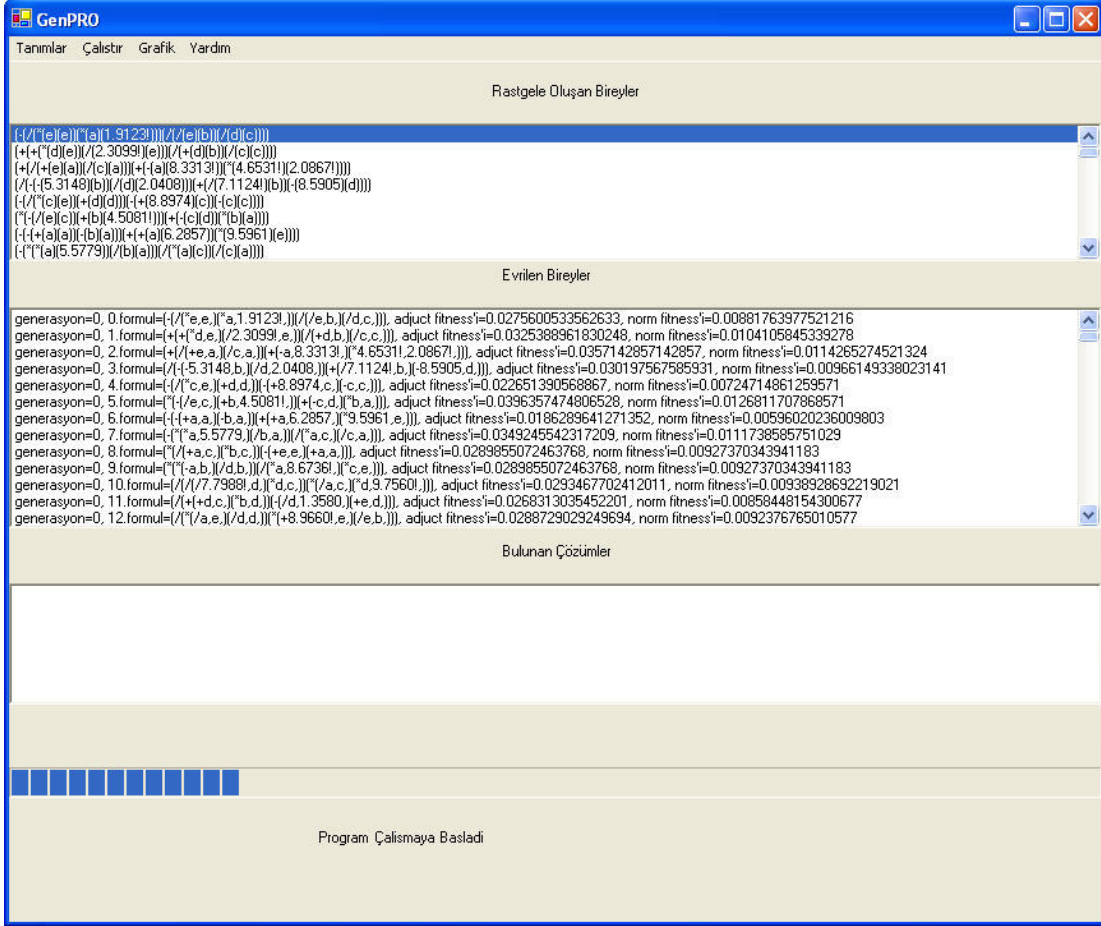 GenPRO
Tanımlar Çalıstır Grafik Yardım
Rastgele Oluşan Bireyler
(-(/(*(e)(e))(*(a)(1.9123!)))(/(/(e)(b))(/(d)(c))))
(+(+(*(d)(e))(/(2.3099!)(e)))(/(+(d)(b))(/(c)(c))))
(+(/(+(e)(a))(/(c)(a)))(+(-(a)(8.3313!))(*(4.6531!)(2.0867!))))
(/(-(-(5.3148)(b))(/(d)(2.0408)))(+(/(7.1124!)(b))(-(8.5905)(d))))
(-(/(*(c)(e))(+(d)(d)))(-(+(8.8974)(c))(-(c)(c))))
(*(-(/(e)(c))(+(b)(4.5081!)))(+(-(c)(d))(*(b)(a))))
(-(-(+(a)(a))(-(b)(a)))(+(+(a)(6.2857))(*(9.5961)(e))))
(-(*(*(a)(5.5779))(/(b)(a)))(/(*(a)(c))(/(c)(a))))
Evrilen Bireyler
generasyon=0, 0.formul=(-(/(*e,e,)(*a,1.9123!,))(/(/e,b,)(/d,c,))), adjuct fitness'i=0.0275600533562633, norm fitness'i=0.00881763977521216
generasyon=0, 1.formul=(+(+(*d,e,)(/2.3099!,e,))(/(+d,b,)(/c,c,))), adjuct fitness'i=0.0325388961830248, norm fitness'i=0.0104105845339278
generasyon=0, 2.formul=(+(/(+e,a,)(/c,a,))(+(-a,8.3313!,)(*4.6531!,2.0867!,))), adjuct fitness'i=0.0357142857142857, norm fitness'i=0.0114265274521324
generasyon=0, 3.formul=(/(-(-5.3148,b,)(/d,2.0408,))(+(/7.1124!,b,)(-8.5905,d,))), adjuct fitness'i=0.030197567585931, norm fitness'i=0.00966149338023141
generasyon=0, 4.formul=(-(/(*c,e,)(+d,d,))(-(+8.8974,c,)(-c,c,))), adjuct fitness'i=0.022651390568867, norm fitness'i=0.00724714861259571
generasyon=0, 5.formul=(*(-(/e,c,)(+b,4.5081!,))(+(-c,d,)(*b,a,))), adjuct fitness'i=0.0396357474806528, norm fitness'i=0.0126811707868571
generasyon=0, 6.formul=(-(-(+a,a,)(-b,a,))(+(+a,6.2857,)(*9.5961,e,))), adjuct fitness'i=0.0186289641271352, norm fitness'i=0.00596020236009803
generasyon=0, 7.formul=(-(*(*a,5.5779,)(/b,a,))(/(*a,c,)(/c,a,))), adjuct fitness'i=0.0349245542317209, norm fitness'i=0.0111738585751029
generasyon=0, 8.formul=(*(/(+a,c,)(*b,c,))(-(+e,e,)(+a,a,))), adjuct fitness'i=0.0289855072463768, norm fitness'i=0.00927370343941183
generasyon=0, 9.formul=(*(*(-a,b,)(/d,b,))(/(*a,8.6736!,)(*c,e,))), adjuct fitness'i=0.0289855072463768, norm fitness'i=0.00927370343941183
generasyon=0, 10.formul=(/(/(/7.7988!,d,)(*d,c,))(*(/a,c,)(*d,9.7560!,))), adjuct fitness'i=0.0293467702412011, norm fitness'i=0.00938928692219021
generasyon=0, 11.formul=(/(+(+d,c,)(*b,d,))(-(/d,1.3580,)(+e,d,))), adjuct fitness'i=0.0268313035452201, norm fitness'i=0.00858448154300677
generasyon=0, 12.formul=(/(*(/a,e,)(/d,d,))(*(+8.9660!,e,)(/e,b,))), adjuct fitness'i=0.0288729029249694, norm fitness'i=0.0092376765010577
Bulunan Çözümler
Program Çalismaya Basladi